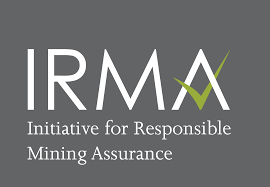 IRMA
Initiative for Responsible
Mining Assurance